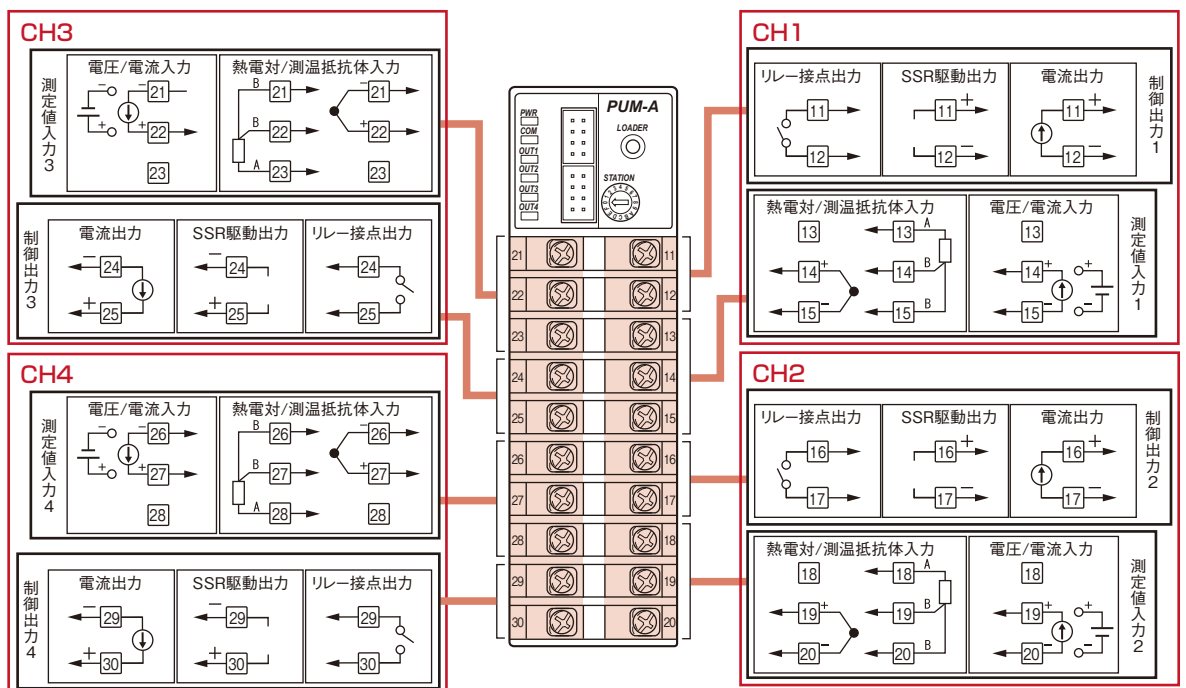 CH3
測定値入力3
電圧/電流入力
− − 21
+ + 22
23
熱電対/測温抵抗体入力
B 21
B 22
A 23
− 21
+ 22
23
制御出力3
電流出力
− 24
+ 25
SSR駆動出力
− 24
+ 25
リレー接点出力
24
25
CH4
測定値入力4
電圧/電流入力
− − 26
+ + 27
28
熱電対/測温抵抗体入力
B 26
B 27
A 28
− 26
+ 27
28
制御出力4
電流出力
− 29
+ 30
SSR駆動出力
− 29
+ 30
リレー接点出力
29
30
PUM-A
PWR
COM
OUT1
OUT2
OUT3
OUT4
LOADER
STATION
0 1 2 3 4 5 6 7 8 9 A B C D E F
21 11
22 12
23 13
24 14
25 15
26 16
27 17
28 18
29 19
30 20
CH1
制御出力1
リレー接点出力
11
12
SSR駆動出力
11 +
12 −
電流出力
11 +
12 −
測定値入力1
熱電対/測温抵抗体入力
13
14 +
15 −
13 A
14 B
15 B
電圧/電流入力
13
14 + +
15 − −
CH2
制御出力2
リレー接点出力
16
17
SSR駆動出力
16 +
17 −
電流出力
16 +
17 −
測定値入力2
熱電対/測温抵抗体入力
18
19 +
20 −
18 A
19 B
20 B
電圧/電流入力
18
19 + +
20 − −